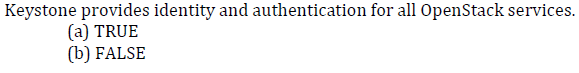 Keystone provides identity and authentication for all OpenStack services.
(a) TRUE
(b) FALSE